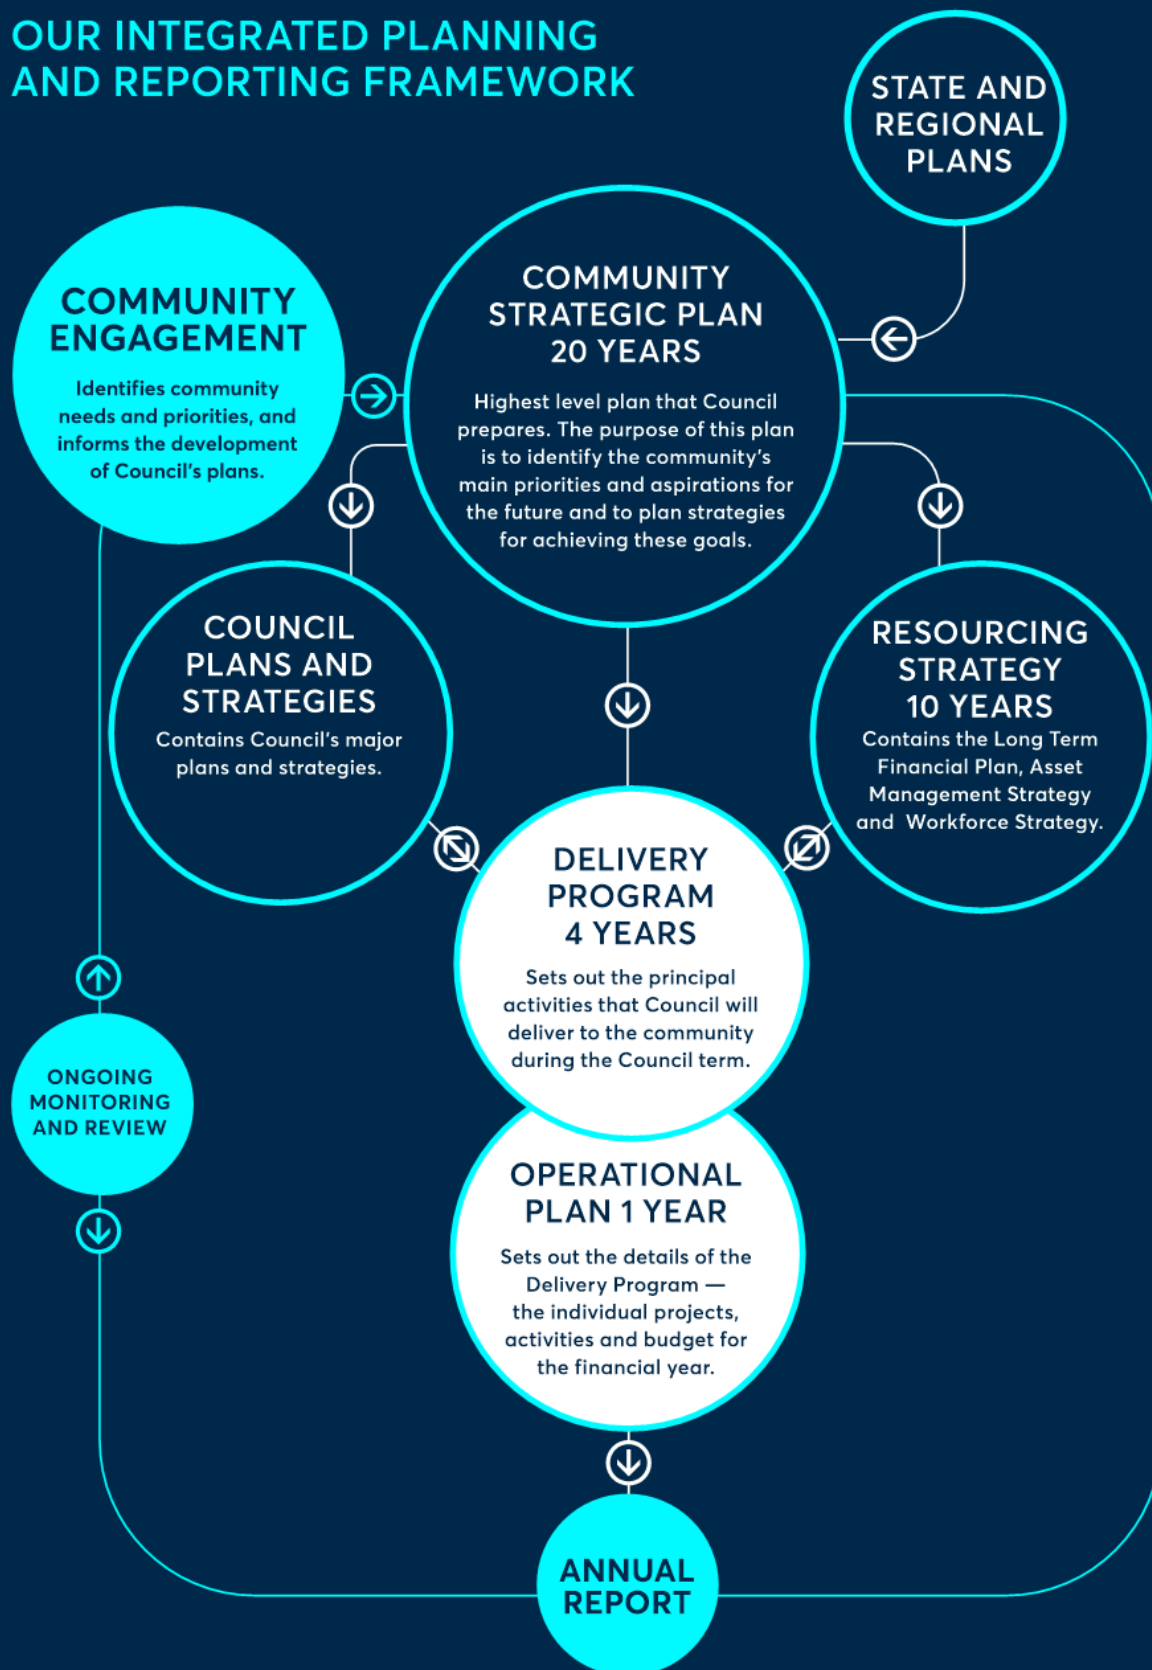 OUR INTEGRATED PLANNING
AND REPORTING FRAMEWORK
STATE AND
REGIONAL
PLANS
COMMUNITY
ENGAGEMENT
Identifies community
needs and priorities, and
informs the development
of Council's plans.
COMMUNITY
STRATEGIC PLAN
20 YEARS
Highest level plan that Council
prepares. The purpose of this plan
is to identify the community's
main priorities and aspirations for
the future and to plan strategies
for achieving these goals.
COUNCIL
PLANS AND
STRATEGIES
Contains Council's major
plans and strategies.
RESOURCING
STRATEGY
10 YEARS
Contains the Long Term
Financial Plan, Asset
Management Strategy
and Workforce Strategy.
DELIVERY
PROGRAM
4 YEARS
Sets out the principal
activities that Council will
deliver to the community
during the Council term.
ONGOING
MONITORING
AND REVIEW
OPERATIONAL
PLAN 1 YEAR
Sets out the details of the
Delivery Program —
the individual projects,
activities and budget for
the financial year.
ANNUAL
REPORT